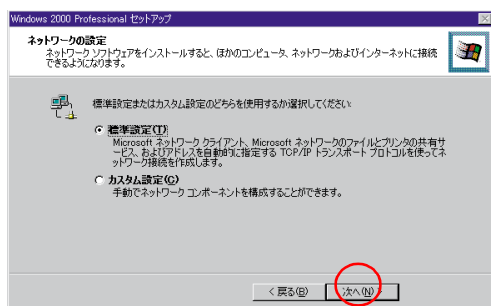 Windows 2000 Professional セットアップ
ネットワークの設定
ネットワーク ソフトウェアをインストールすると、ほかのコンピュータ、ネットワークおよびインターネットに接続
できるようになります。
標準設定またはカスタム設定のどちらを使用するか選択してください:
標準設定(T)
Microsoft ネットワーク クライアント、Microsoft ネットワークのファイルとプリンタの共有サ
ービス、およびアドレスを自動的に指定する TCP/IP トランスポート プロトコルを使ってネ
ットワーク接続を作成します。
カスタム設定(C)
手動でネットワーク コンポーネントを構成することができます。
< 戻る(B)
次へ(N) >